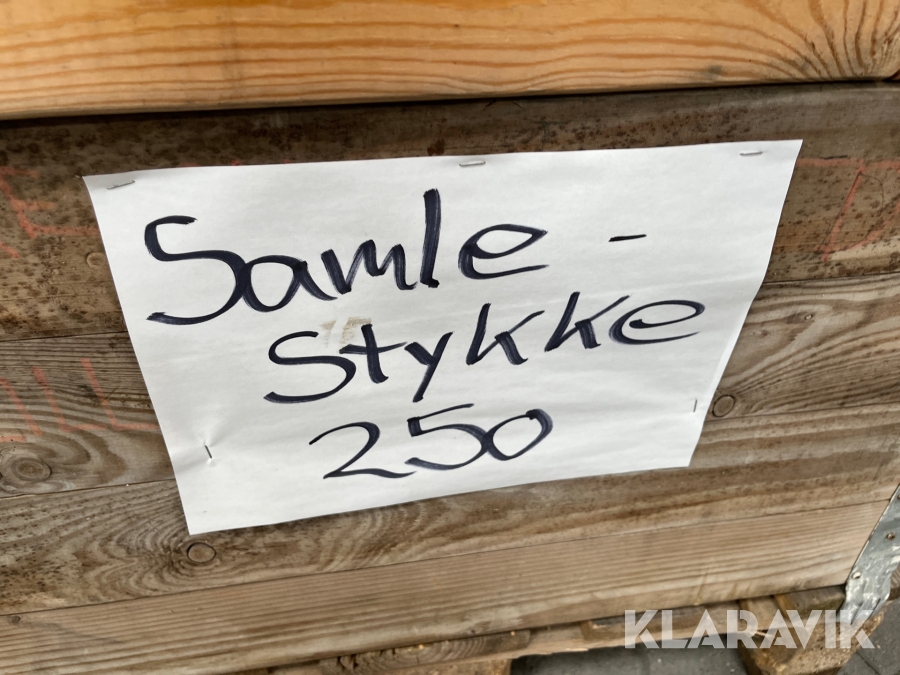 Samle -
Stykke
250
KLARAVIK